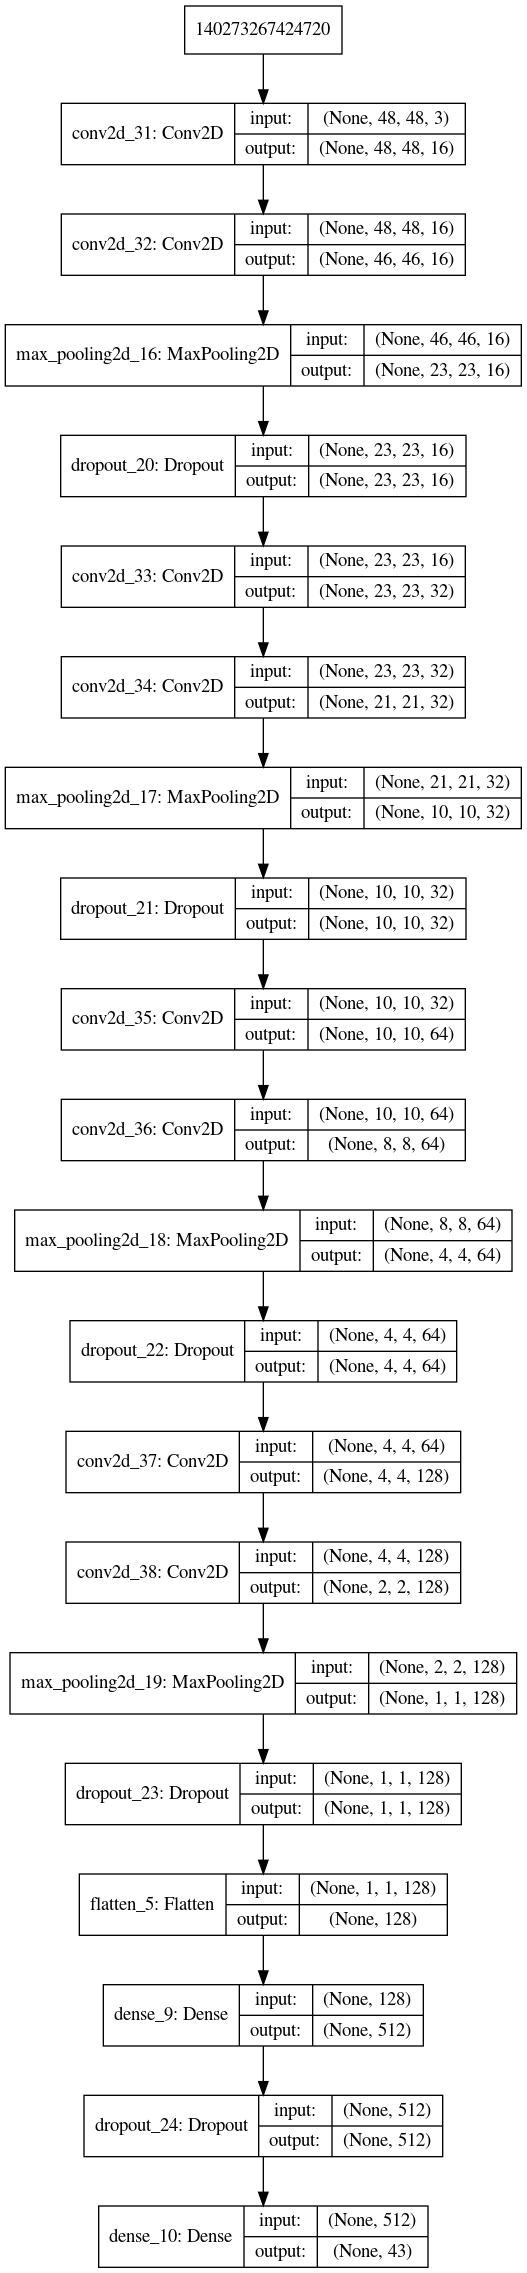 140273267424720
conv2d_31: Conv2D
input: (None, 48, 48, 3)
output: (None, 48, 48, 16)
conv2d_32: Conv2D
input: (None, 48, 48, 16)
output: (None, 46, 46, 16)
max_pooling2d_16: MaxPooling2D
input: (None, 46, 46, 16)
output: (None, 23, 23, 16)
dropout_20: Dropout
input: (None, 23, 23, 16)
output: (None, 23, 23, 16)
conv2d_33: Conv2D
input: (None, 23, 23, 16)
output: (None, 23, 23, 32)
conv2d_34: Conv2D
input: (None, 23, 23, 32)
output: (None, 21, 21, 32)
max_pooling2d_17: MaxPooling2D
input: (None, 21, 21, 32)
output: (None, 10, 10, 32)
dropout_21: Dropout
input: (None, 10, 10, 32)
output: (None, 10, 10, 32)
conv2d_35: Conv2D
input: (None, 10, 10, 32)
output: (None, 10, 10, 64)
conv2d_36: Conv2D
input: (None, 10, 10, 64)
output: (None, 8, 8, 64)
max_pooling2d_18: MaxPooling2D
input: (None, 8, 8, 64)
output: (None, 4, 4, 64)
dropout_22: Dropout
input: (None, 4, 4, 64)
output: (None, 4, 4, 64)
conv2d_37: Conv2D
input: (None, 4, 4, 64)
output: (None, 4, 4, 128)
conv2d_38: Conv2D
input: (None, 4, 4, 128)
output: (None, 2, 2, 128)
max_pooling2d_19: MaxPooling2D
input: (None, 2, 2, 128)
output: (None, 1, 1, 128)
dropout_23: Dropout
input: (None, 1, 1, 128)
output: (None, 1, 1, 128)
flatten_5: Flatten
input: (None, 1, 1, 128)
output: (None, 128)
dense_9: Dense
input: (None, 128)
output: (None, 512)
dropout_24: Dropout
input: (None, 512)
output: (None, 512)
dense_10: Dense
input: (None, 512)
output: (None, 43)